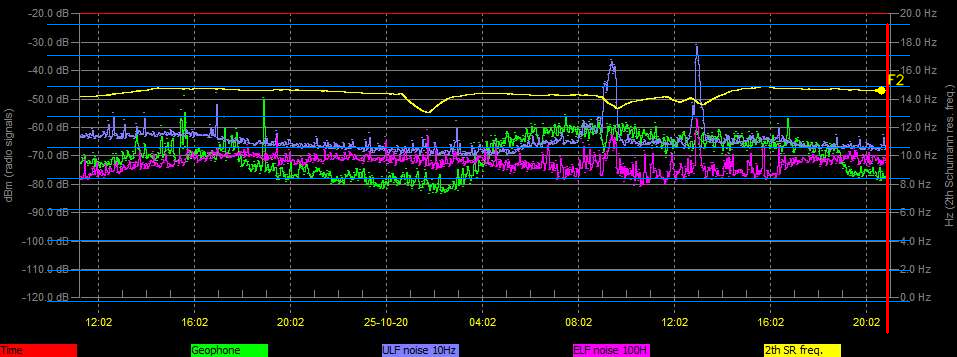 -20.0 dB 20.0 Hz
-30.0 dB 18.0 Hz
-40.0 dB 16.0 Hz
F2
-50.0 dB 14.0 Hz
-60.0 dB 12.0 Hz
-70.0 dB 10.0 Hz
-80.0 dB 8.0 Hz
-90.0 dB 6.0 Hz
-100.0 dB 4.0 Hz
-110.0 dB 2.0 Hz
-120.0 dB 0.0 Hz
dBm (radio signals)
Hz (2th Schumann res. freq.)
12:02 16:02 20:02 25-10-20 04:02 08:02 12:02 16:02 20:02
Time Geophone ULF noise 10Hz ELF noise 100H 2th SR freq.